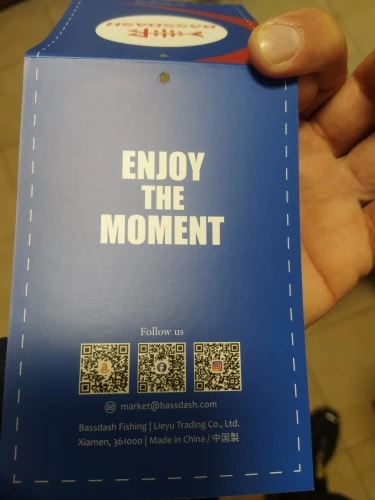 BASSDASH
ENJOY
THE
MOMENT
Follow us
market@bassdash.com
Bassdash Fishing | Lieyu Trading Co., Ltd.
Xiamen, 361000 | Made in China / 中国製